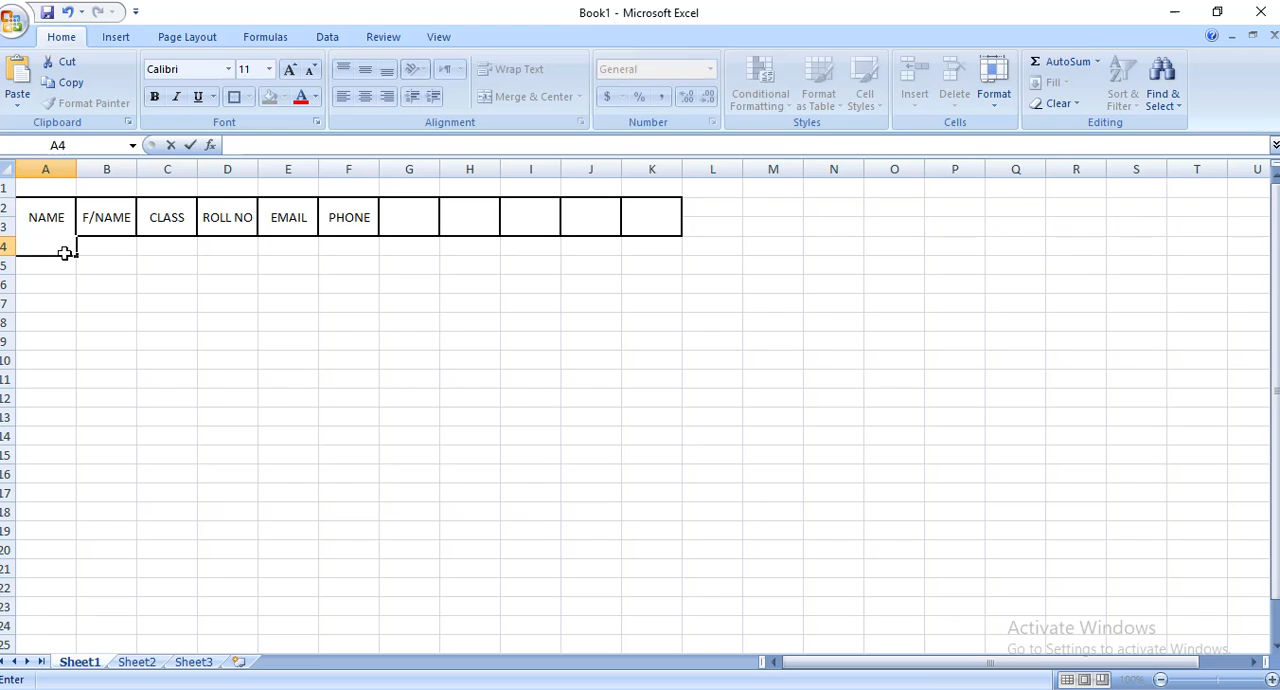 Book1 - Microsoft Excel
Home Insert Page Layout Formulas Data Review View
Paste Cut Copy Format Painter Clipboard
Calibri 11 B I U A Font
Wrap Text Merge & Center Alignment
General $ % , Number
Conditional Formatting Format as Table Cell Styles Styles
Insert Delete Format Cells
Σ AutoSum Fill Clear Sort & Filter Find & Select Editing
A4 fx
A B C D E F G H I J K L M N O P Q R S T U
1
2
NAME F/NAME CLASS ROLL NO EMAIL PHONE
3
4
5
6
7
8
9
10
11
12
13
14
15
16
17
18
19
20
21
22
23
24
25
Activate Windows
Go to Settings to activate Windows.
Sheet1 Sheet2 Sheet3
Enter 100%